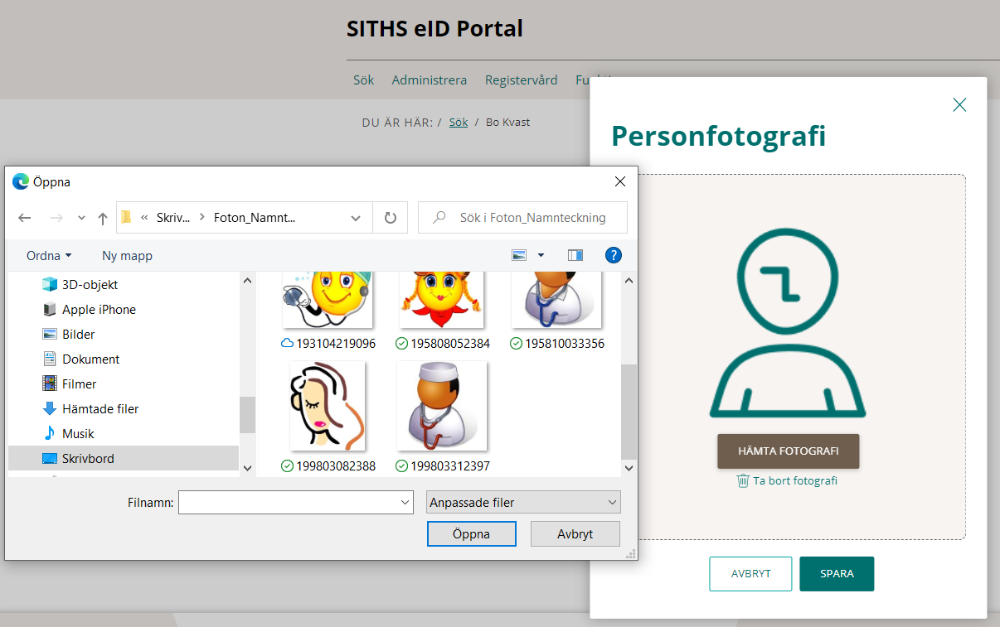 SITHS eID Portal
Sök Administrera Registervård
DU ÄR HÄR: / Sök / Bo Kvast
Personfotografi
HÄMTA FOTOGRAFI
Ta bort fotografi
AVBRYT SPARA
Öppna
« Skriv... > Foton_Namnt...
Sök i Foton_Namnteckning
Ordna Ny mapp
?
3D-objekt
Apple iPhone
Bilder
Dokument
Filmer
Hämtade filer
Musik
Skrivbord
193104219096 195808052384 195810033356
199803082388 199803312397
Filnamn: Anpassade filer
Öppna Avbryt